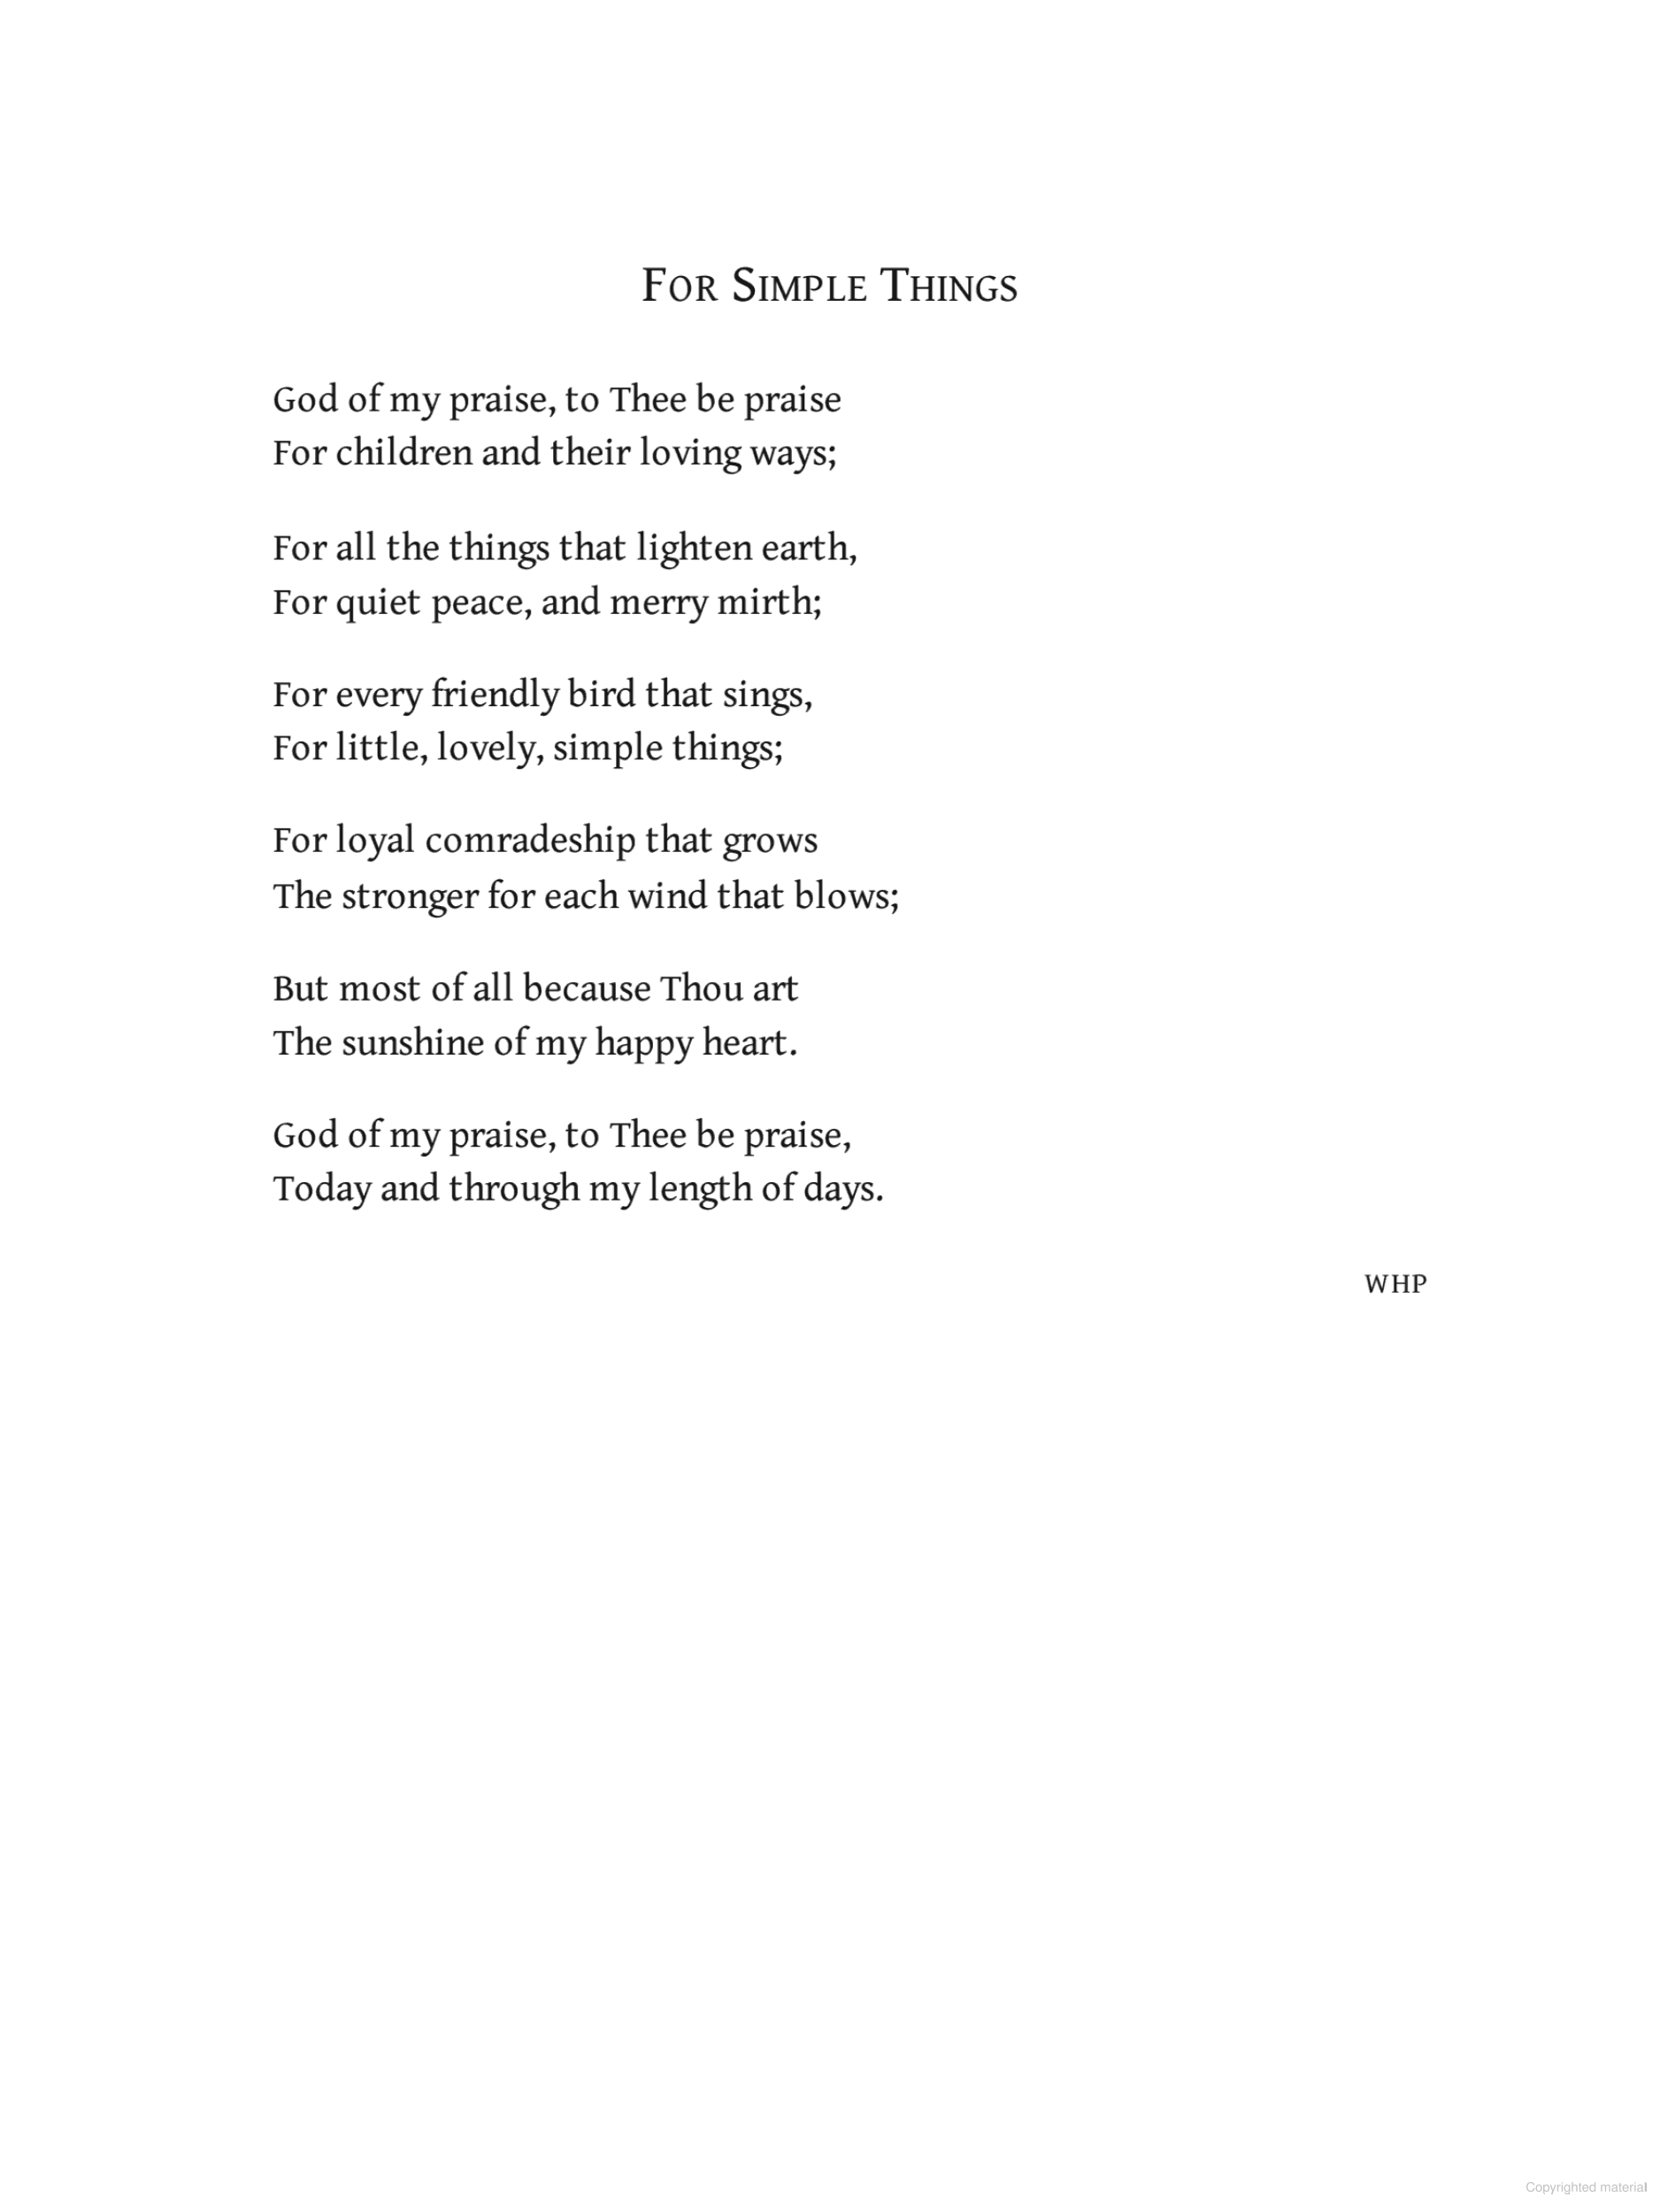 For Simple Things
God of my praise, to Thee be praise
For children and their loving ways;
For all the things that lighten earth,
For quiet peace, and merry mirth;
For every friendly bird that sings,
For little, lovely, simple things;
For loyal comradeship that grows
The stronger for each wind that blows;
But most of all because Thou art
The sunshine of my happy heart.
God of my praise, to Thee be praise,
Today and through my length of days.
WHP
Copyrighted material